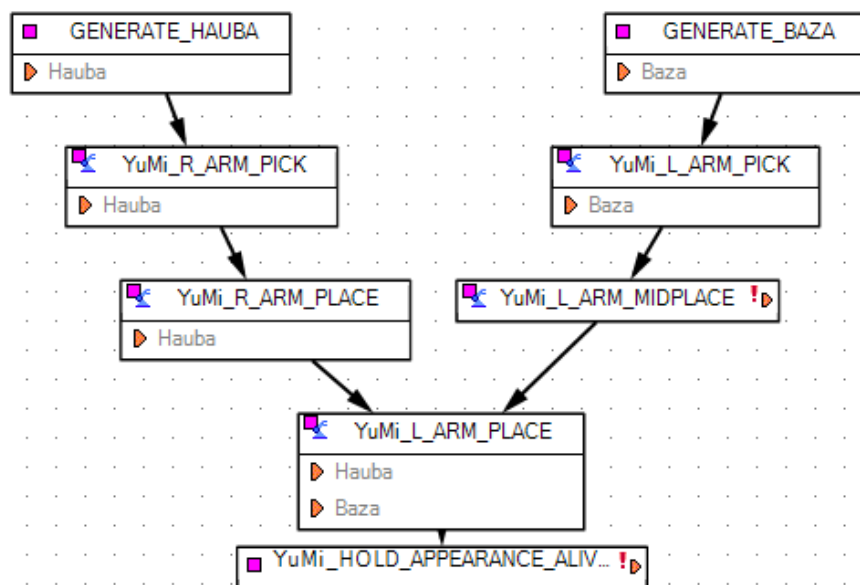 GENERATE_HAUBA
Hauba
GENERATE_BAZA
Baza
YuMi_R_ARM_PICK
Hauba
YuMi_L_ARM_PICK
Baza
YuMi_R_ARM_PLACE
Hauba
YuMi_L_ARM_MIDPLACE
YuMi_L_ARM_PLACE
Hauba
Baza
YuMi_HOLD_APPEARANCE_ALIV...